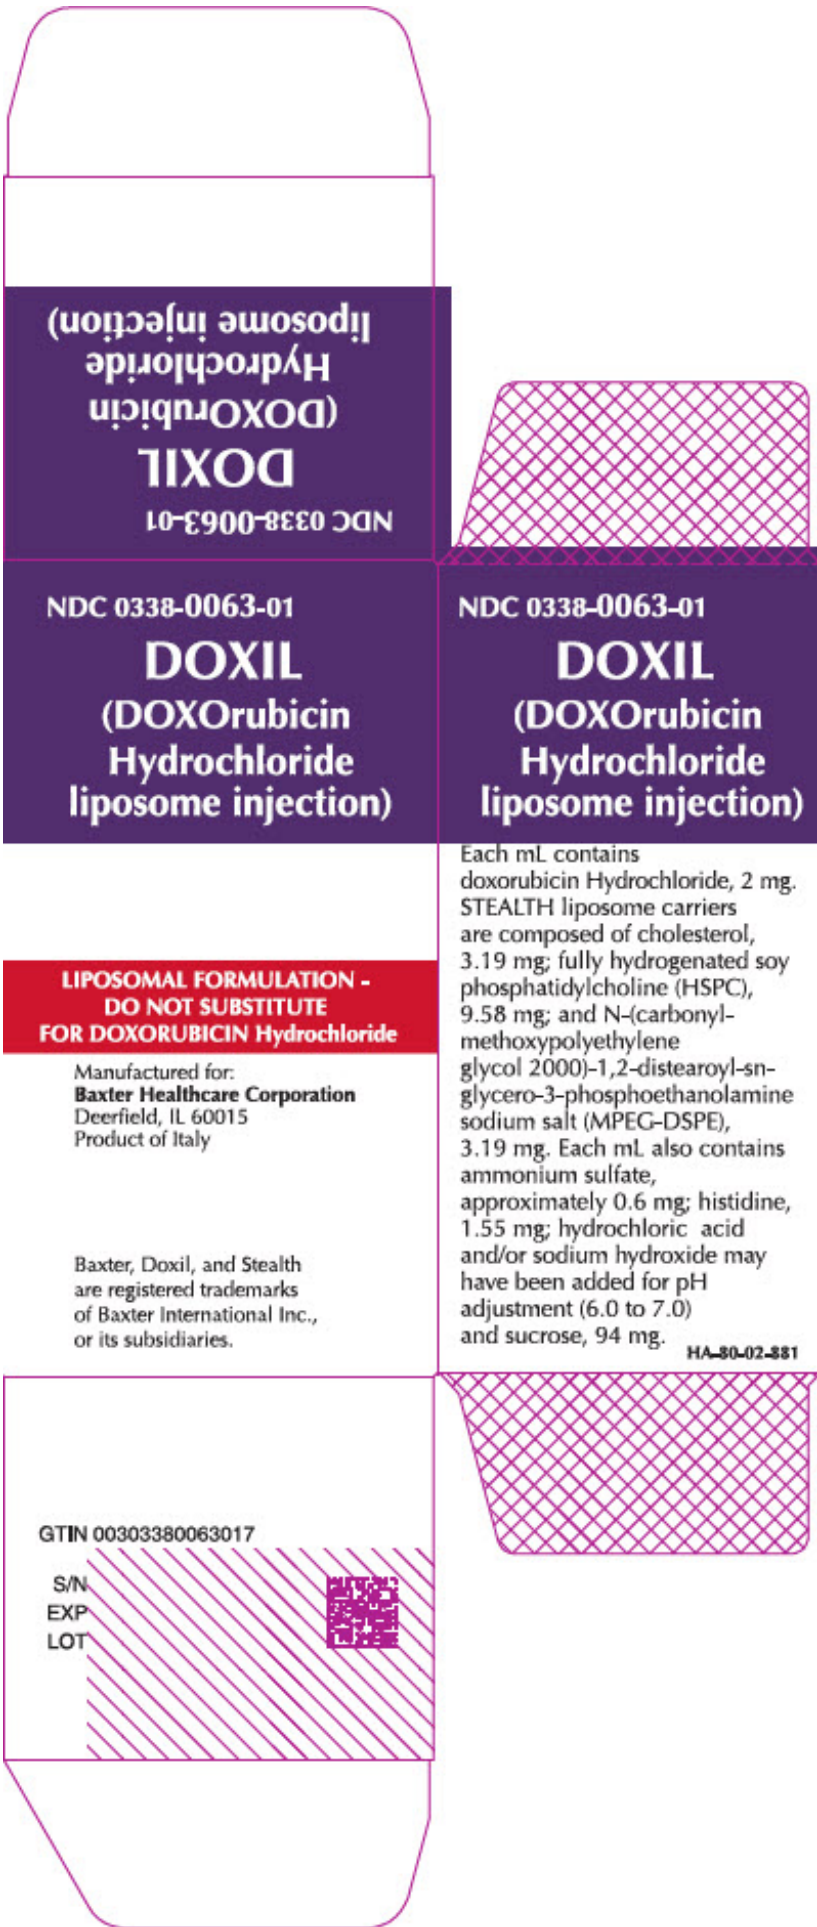 liposome injection)
Hydrochloride
(DOXOrubicin
DOXIL
NDC 0338-0063-01
NDC 0338-0063-01
DOXIL
(DOXOrubicin
Hydrochloride
liposome injection)
LIPOSOMAL FORMULATION -
DO NOT SUBSTITUTE
FOR DOXORUBICIN Hydrochloride
Manufactured for:
Baxter Healthcare Corporation
Deerfield, IL 60015
Product of Italy
Baxter, Doxil, and Stealth
are registered trademarks
of Baxter International Inc.,
or its subsidiaries.
GTIN 00303380063017
S/N
EXP
LOT
NDC 0338-0063-01
DOXIL
(DOXOrubicin
Hydrochloride
liposome injection)
Each mL contains
doxorubicin Hydrochloride, 2 mg.
STEALTH liposome carriers
are composed of cholesterol,
3.19 mg; fully hydrogenated soy
phosphatidylcholine (HSPC),
9.58 mg; and N-(carbonyl-
methoxypolyethylene
glycol 2000)-1,2-distearoyl-sn-
glycero-3-phosphoethanolamine
sodium salt (MPEG-DSPE),
3.19 mg. Each mL also contains
ammonium sulfate,
approximately 0.6 mg; histidine,
1.55 mg; hydrochloric  acid
and/or sodium hydroxide may
have been added for pH
adjustment (6.0 to 7.0)
and sucrose, 94 mg.
HA-80-02-881